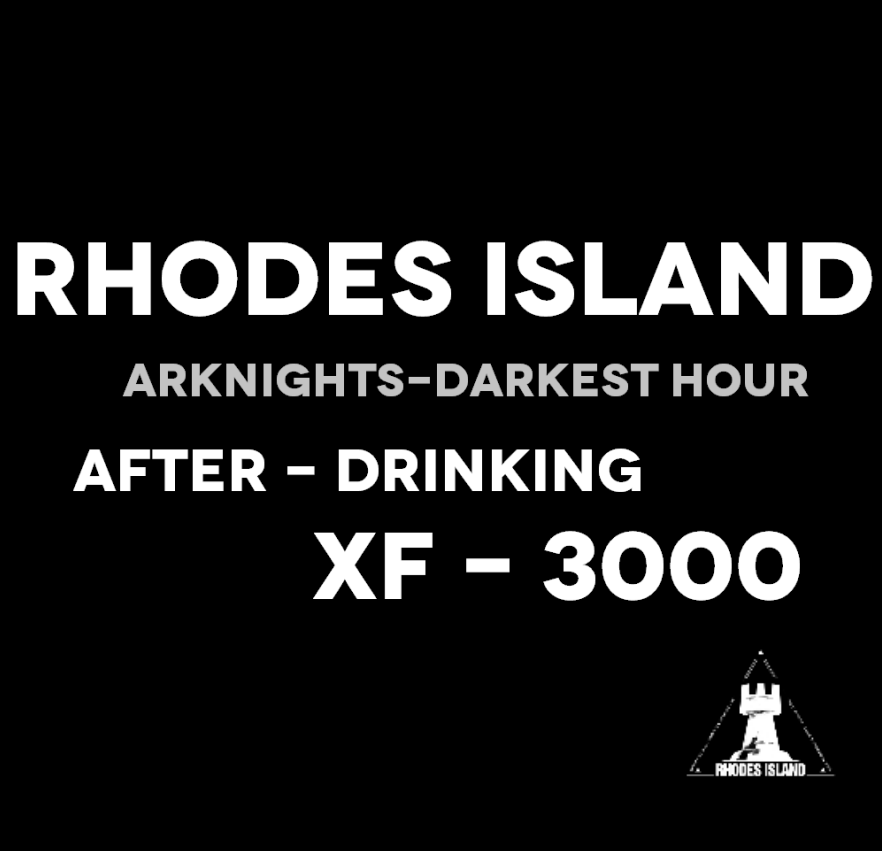 RHODES ISLAND
ARKNIGHTS-DARKEST HOUR
AFTER - DRINKING
XF - 3000
RHODES ISLAND